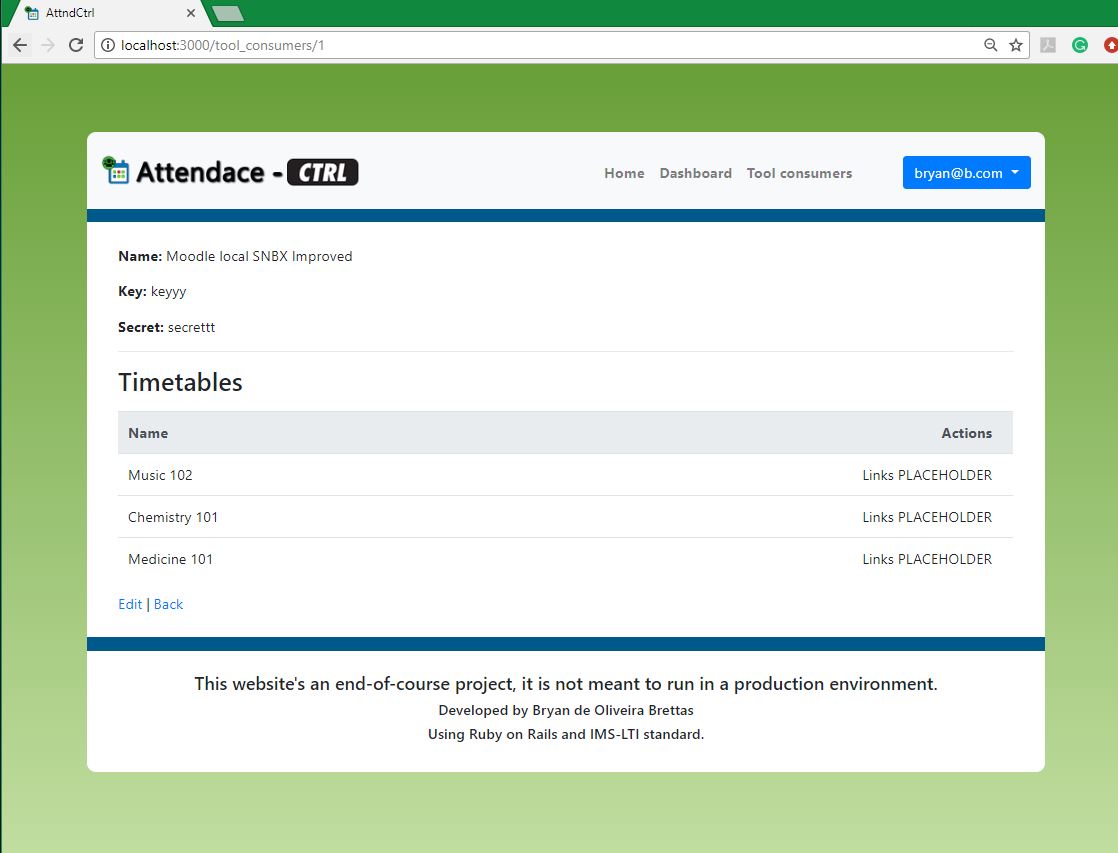 AttndCtrl
localhost:3000/tool_consumers/1
Attendace - CTRL
Home Dashboard Tool consumers bryan@b.com
Name: Moodle local SNBX Improved
Key: keyyy
Secret: secrettt
Timetables
Name Actions
Music 102 Links PLACEHOLDER
Chemistry 101 Links PLACEHOLDER
Medicine 101 Links PLACEHOLDER
Edit | Back
This website's an end-of-course project, it is not meant to run in a production environment.
Developed by Bryan de Oliveira Brettas
Using Ruby on Rails and IMS-LTI standard.